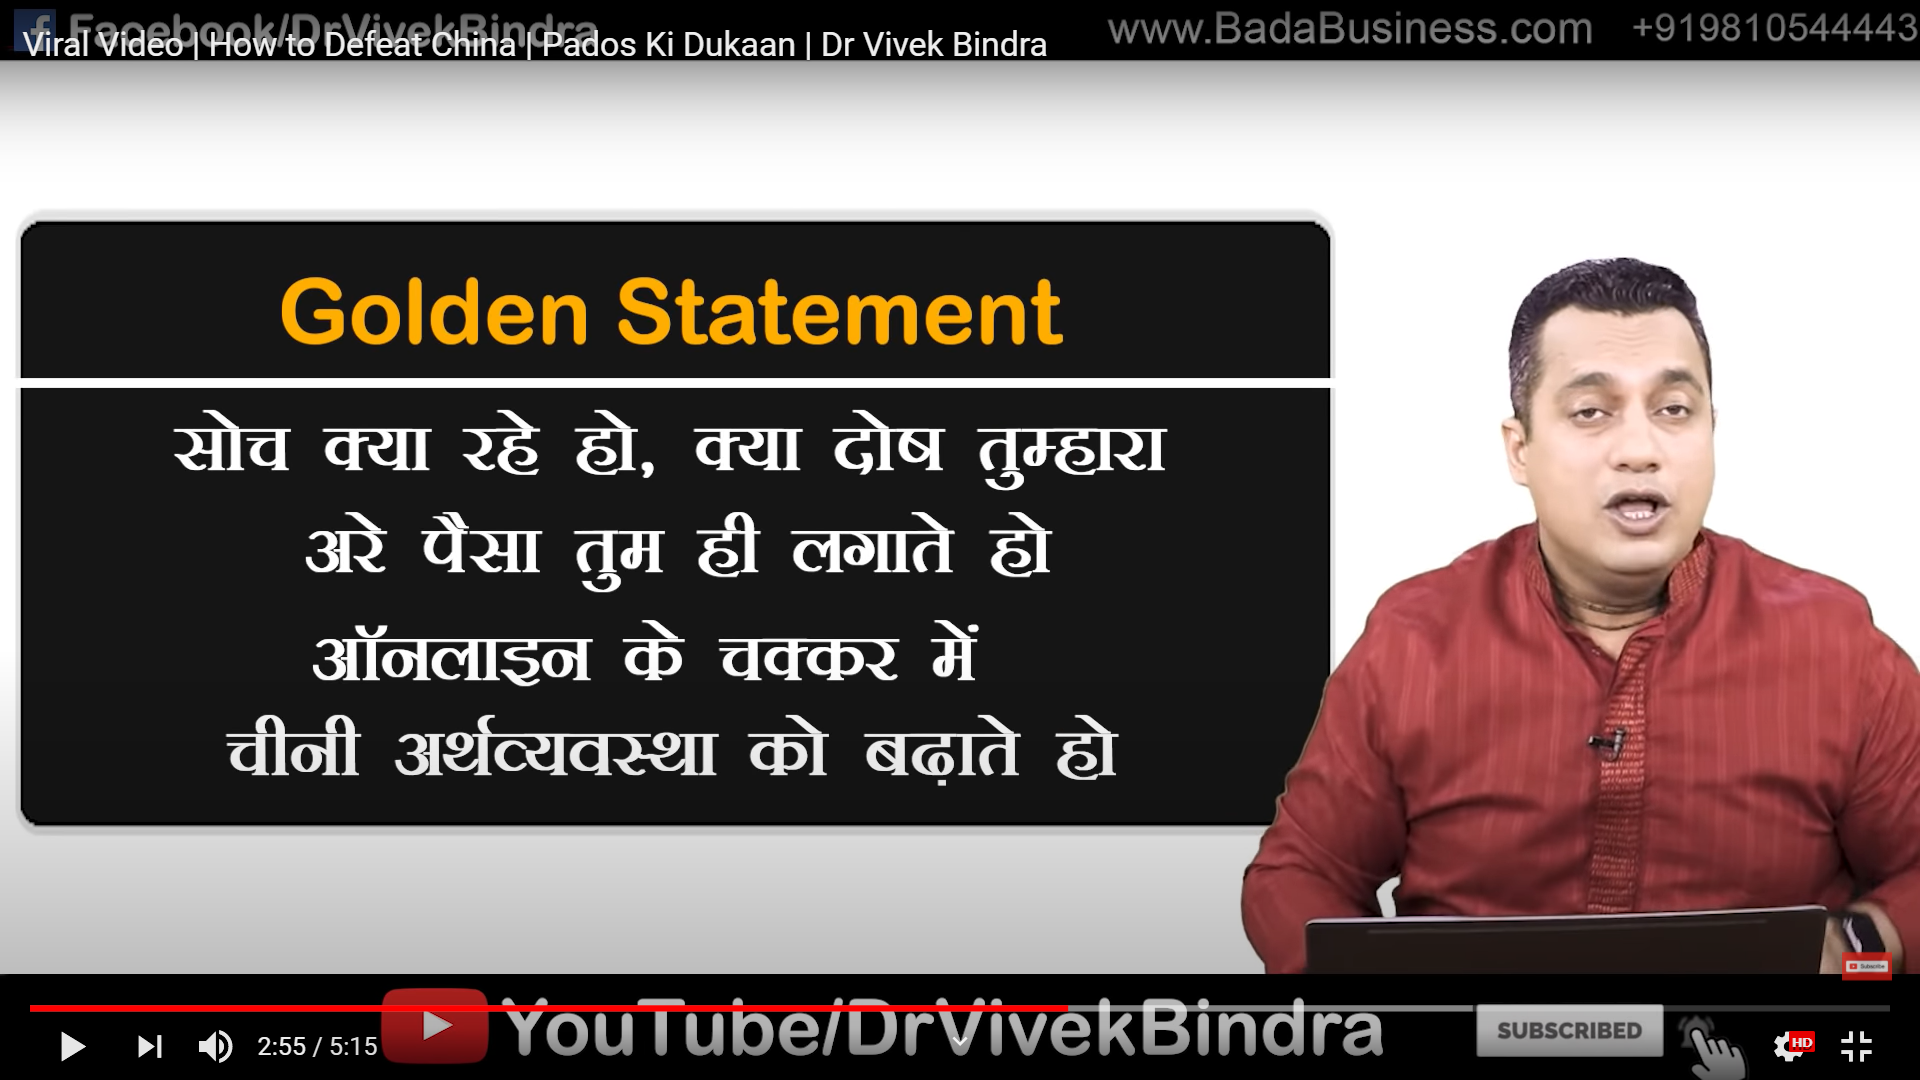 Facebook/DrVivekBindra
Viral Video | How to Defeat China | Pados Ki Dukaan | Dr Vivek Bindra
www.BadaBusiness.com +919810544443
Golden Statement
सोच क्या रहे हो, क्या दोष तुम्हारा
अरे पैसा तुम ही लगाते हो
ऑनलाइन के चक्कर में
चीनी अर्थव्यवस्था को बढ़ाते हो
Subscribe
YouTube/DrVivekBindra
SUBSCRIBED
2:55 / 5:15
HD